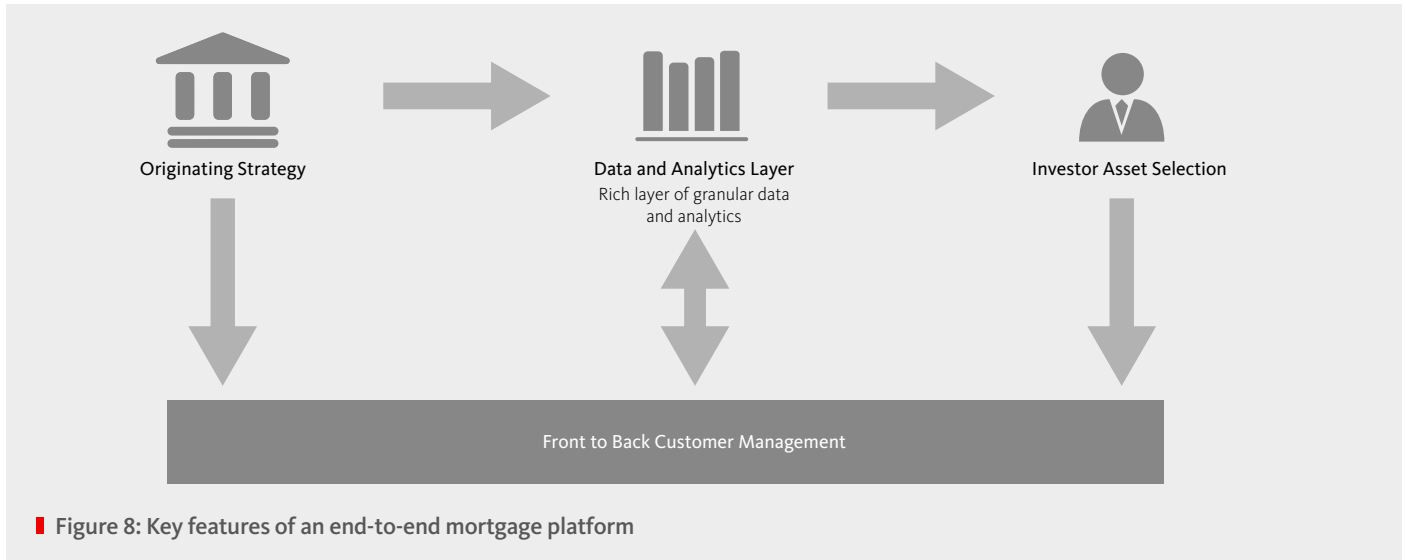 Originating Strategy
Data and Analytics Layer
Rich layer of granular data
and analytics
Investor Asset Selection
Front to Back Customer Management
Figure 8: Key features of an end-to-end mortgage platform